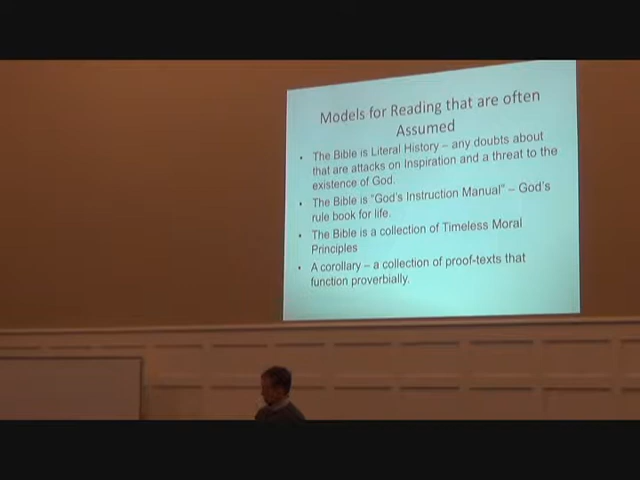 Models for Reading that are often
Assumed
• The Bible is Literal History – any doubts about
that are attacks on Inspiration and a threat to the
existence of God.
• The Bible is "God's Instruction Manual" – God's
rule book for life.
• The Bible is a collection of Timeless Moral
Principles
• A corollary – a collection of proof-texts that
function proverbially.